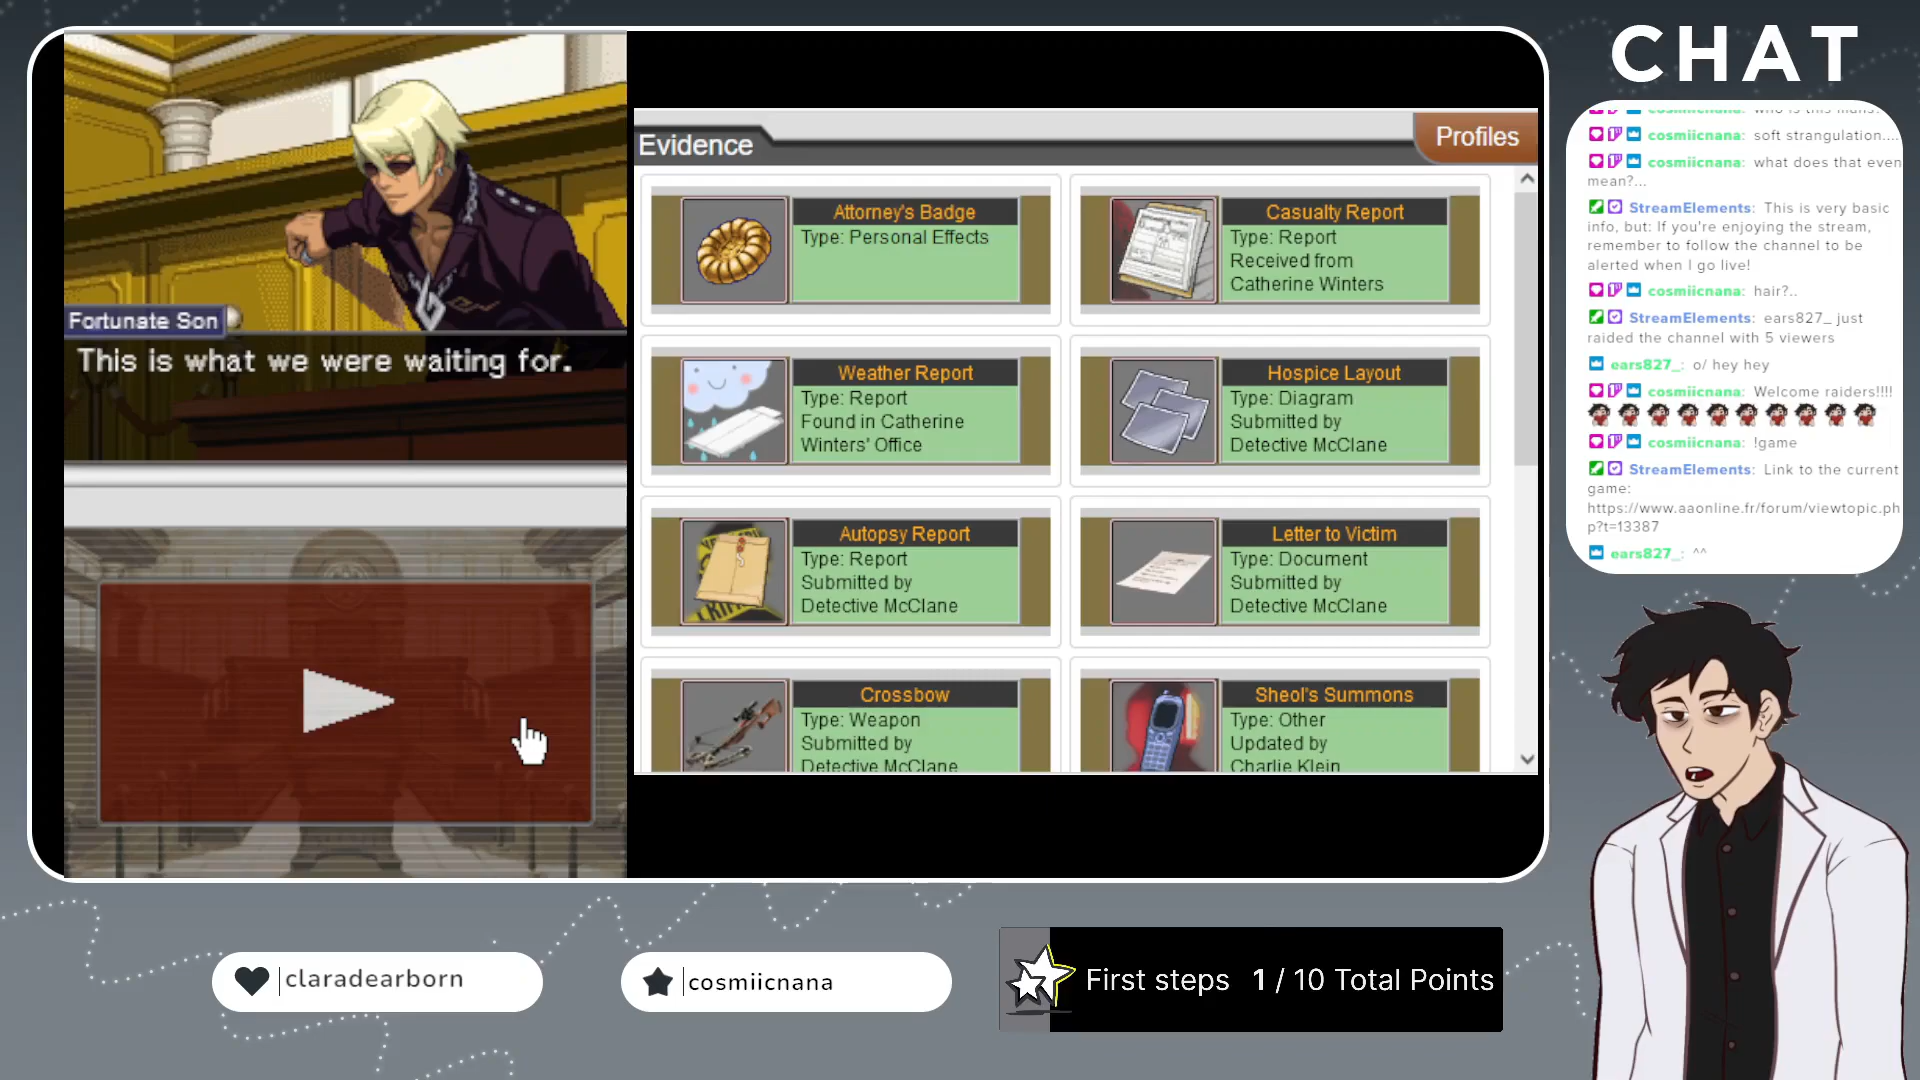 Fortunate Son
This is what we were waiting for.
Evidence
Profiles
Attorney's Badge
Type: Personal Effects
Casualty Report
Type: Report
Received from
Catherine Winters
Weather Report
Type: Report
Found in Catherine
Winters' Office
Hospice Layout
Type: Diagram
Submitted by
Detective McClane
Autopsy Report
Type: Report
Submitted by
Detective McClane
Letter to Victim
Type: Document
Submitted by
Detective McClane
Crossbow
Type: Weapon
Submitted by
Detective McClane
Sheol's Summons
Type: Other
Updated by
Charlie Klein
CHAT
cosmiicnana: who is this mans?
cosmiicnana: soft strangulation....
cosmiicnana: what does that even
mean?...
StreamElements: This is very basic
info, but: If you're enjoying the stream,
remember to follow the channel to be
alerted when I go live!
cosmiicnana: hair?..
StreamElements: ears827_ just
raided the channel with 5 viewers
ears827_: o/ hey hey
cosmiicnana: Welcome raiders!!!!
cosmiicnana: !game
StreamElements: Link to the current
game:
https://www.aaonline.fr/forum/viewtopic.ph
p?t=13387
ears827_: ^^
claradearborn
cosmiicnana
First steps 1 / 10 Total Points